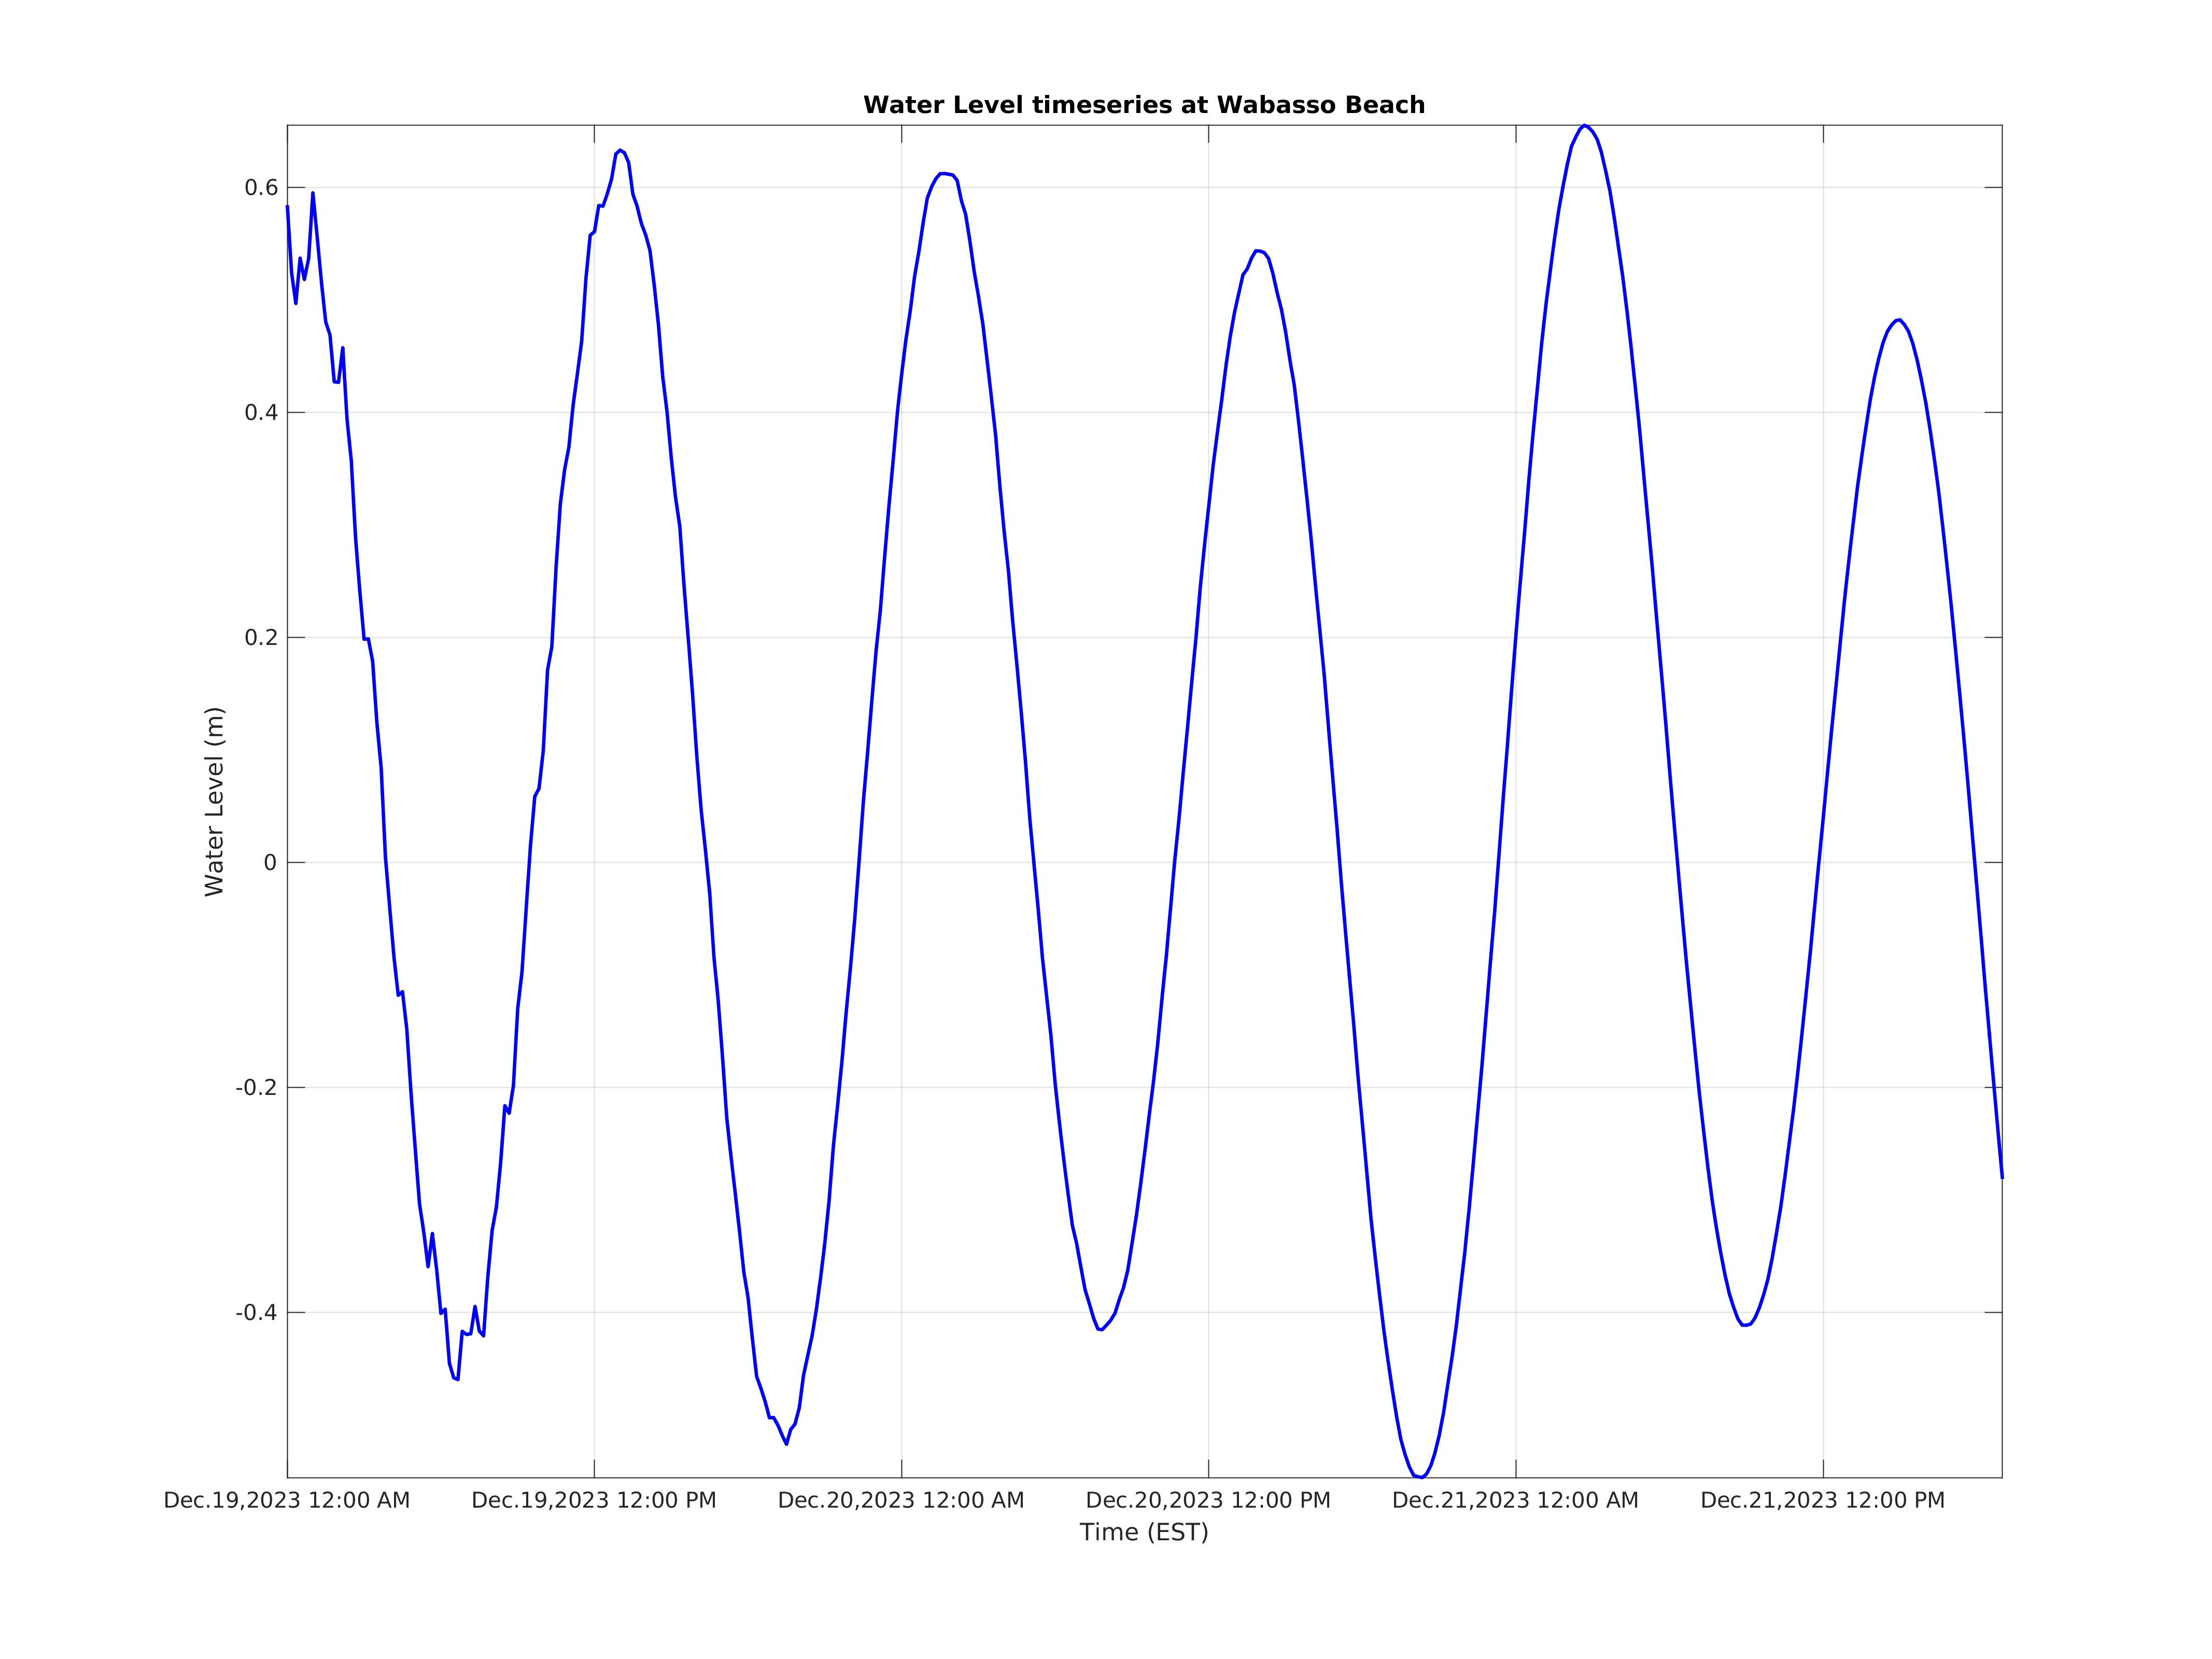 Water Level timeseries at Wabasso Beach
0.6
0.4
0.2
0
-0.2
-0.4
Water Level (m)
Dec.19,2023 12:00 AM Dec.19,2023 12:00 PM Dec.20,2023 12:00 AM Dec.20,2023 12:00 PM Dec.21,2023 12:00 AM Dec.21,2023 12:00 PM
Time (EST)